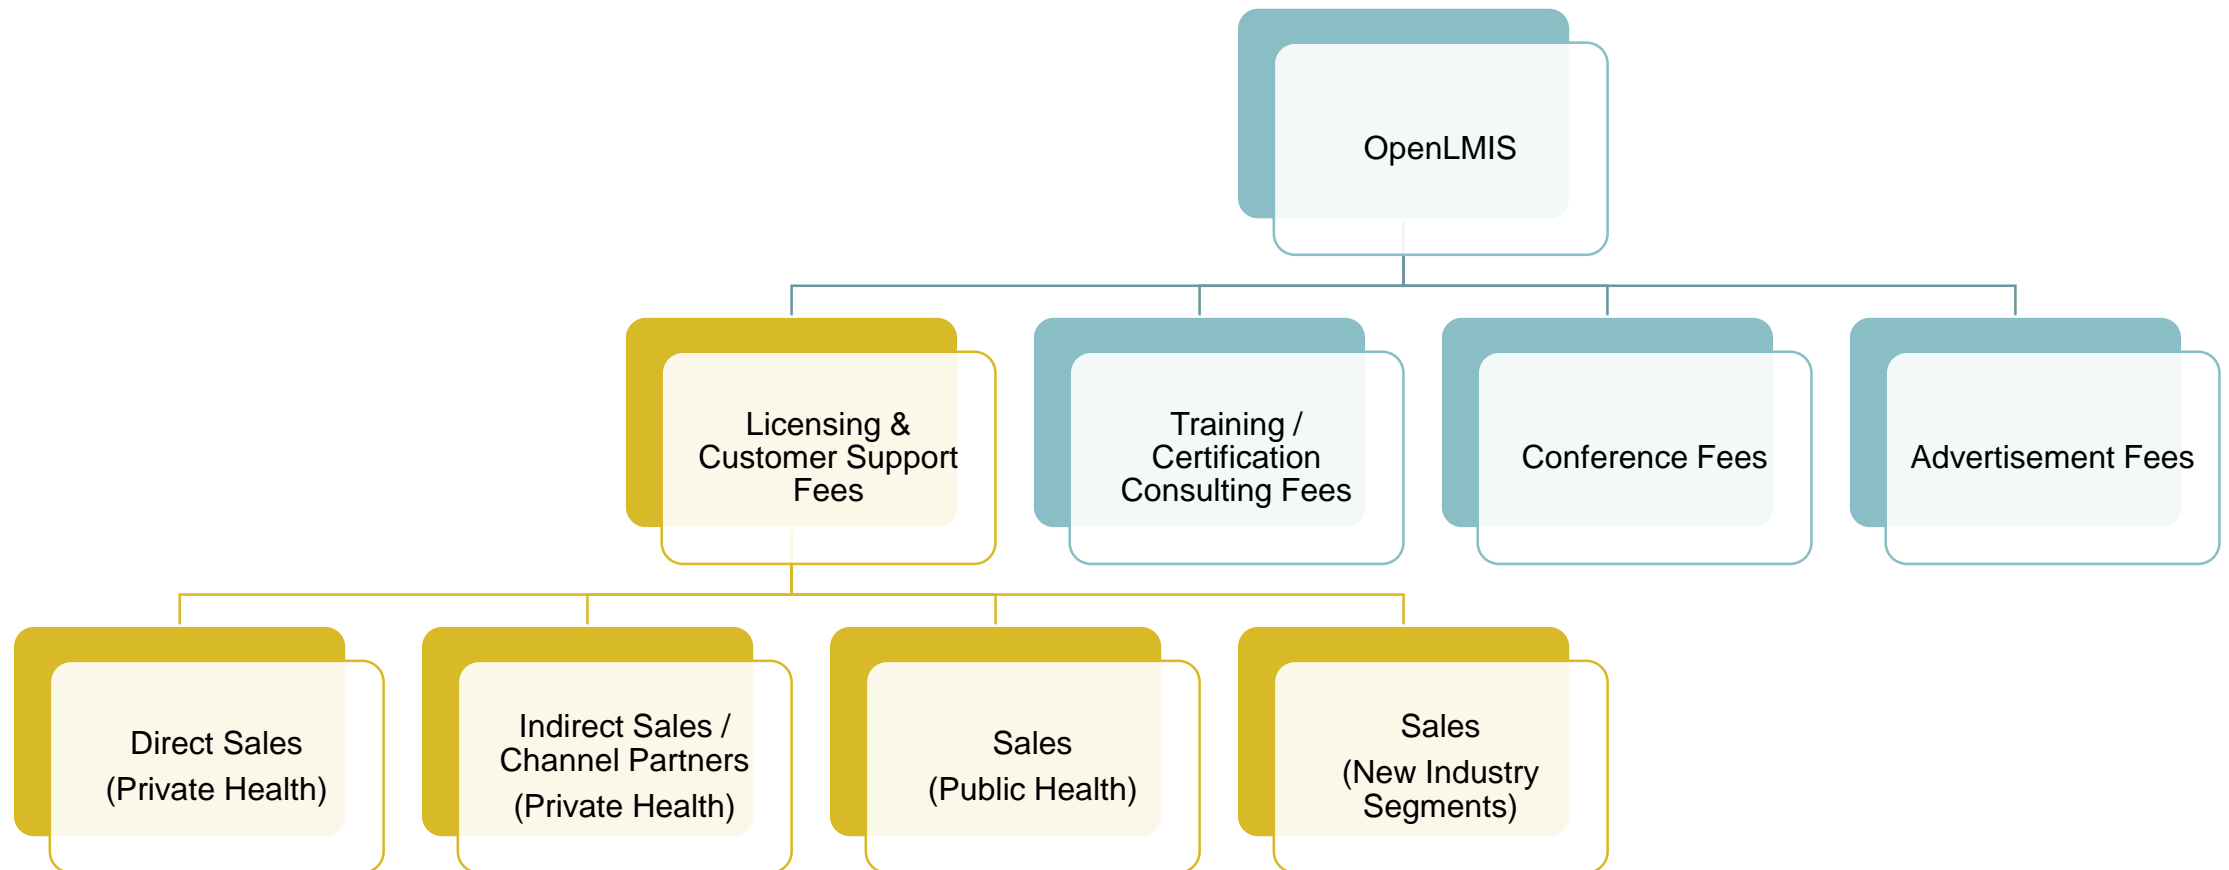 OpenLMIS
Licensing &
Customer Support
Fees
Training /
Certification
Consulting Fees
Conference Fees
Advertisement Fees
Direct Sales
(Private Health)
Indirect Sales /
Channel Partners
(Private Health)
Sales
(Public Health)
Sales
(New Industry
Segments)